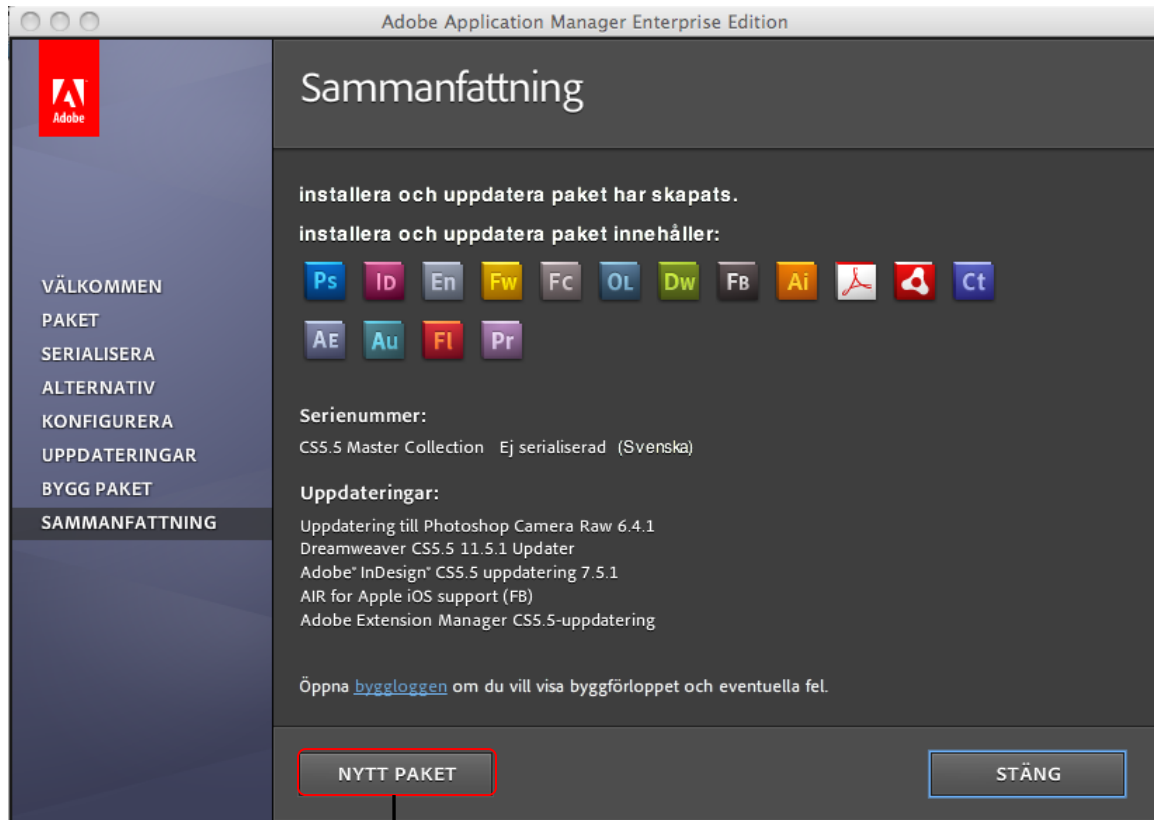 Adobe Application Manager Enterprise Edition
Adobe
Sammanfattning
VÄLKOMMEN
PAKET
SERIALISERA
ALTERNATIV
KONFIGURERA
UPPDATERINGAR
BYGG PAKET
SAMMANFATTNING
installera och uppdatera paket har skapats.
installera och uppdatera paket innehåller:
Ps ID En Fw Fc OL Dw FB Ai Ct
AE Au Fl Pr
Serienummer:
CS5.5 Master Collection Ej serialiserad (Svenska)
Uppdateringar:
Uppdatering till Photoshop Camera Raw 6.4.1
Dreamweaver CS5.5 11.5.1 Updater
Adobe® InDesign® CS5.5 uppdatering 7.5.1
AIR for Apple iOS support (FB)
Adobe Extension Manager CS5.5-uppdatering
Öppna byggloggen om du vill visa byggförloppet och eventuella fel.
NYTT PAKET
STÄNG